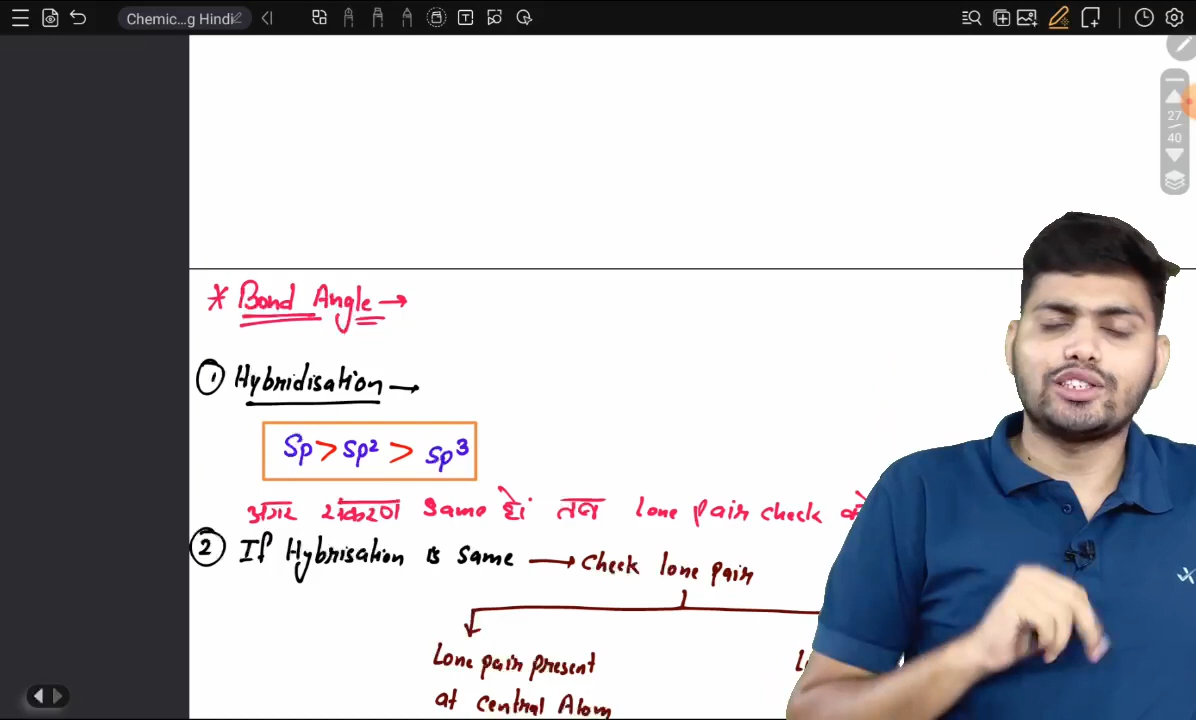 Chemic...g Hindi
27
40
* Bond Angle →
① Hybridisation →
Sp > Sp² > Sp³
अगर संकरण Same हो तब lone pair check
② If Hybrisation is same → Check lone pair
Lone pair present
at central Atom